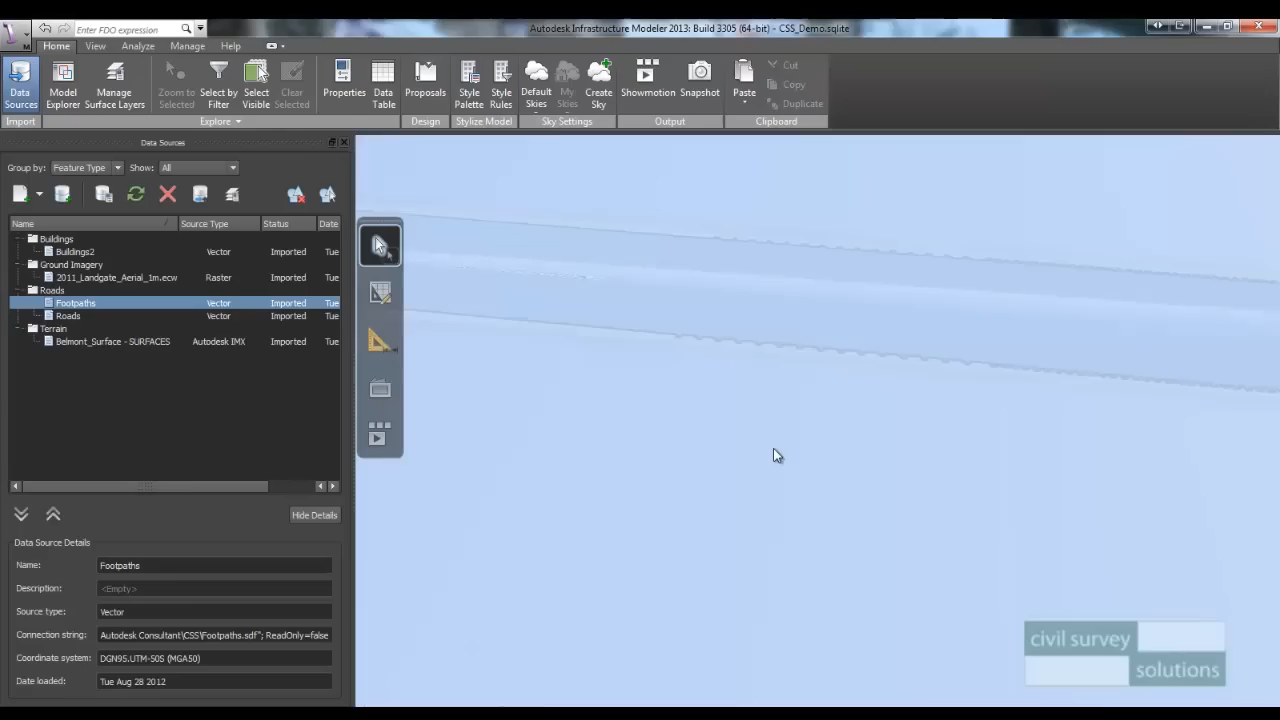 Enter FDO expression
Autodesk Infrastructure Modeler 2013: Build 3305 (64-bit) - CSS_Demo.sqlite
Home View Analyze Manage Help
Data Sources
Model Explorer
Manage Surface Layers
Zoom to Selected
Select by Filter
Select Visible
Clear Selected
Properties
Data Table
Proposals
Style Palette
Style Rules
Default Skies
My Skies
Create Sky
Showmotion
Snapshot
Paste
Cut
Copy
Duplicate
Import
Explore
Design
Stylize Model
Sky Settings
Output
Clipboard
Data Sources
Group by: Feature Type Show: All
Name Source Type Status Date
Buildings
Buildings2 Vector Imported Tue
Ground Imagery
2011_Landgate_Aerial_1m.ecw Raster Imported Tue
Roads
Footpaths Vector Imported Tue
Roads Vector Imported Tue
Terrain
Belmont_Surface - SURFACES Autodesk IMX Imported Tue
Hide Details
Data Source Details
Name: Footpaths
Description: <Empty>
Source type: Vector
Connection string: Autodesk Consultant\CSS\Footpaths.sdf"; ReadOnly=false
Coordinate system: DGN95.UTM-50S (MGA50)
Date loaded: Tue Aug 28 2012
civil survey
solutions